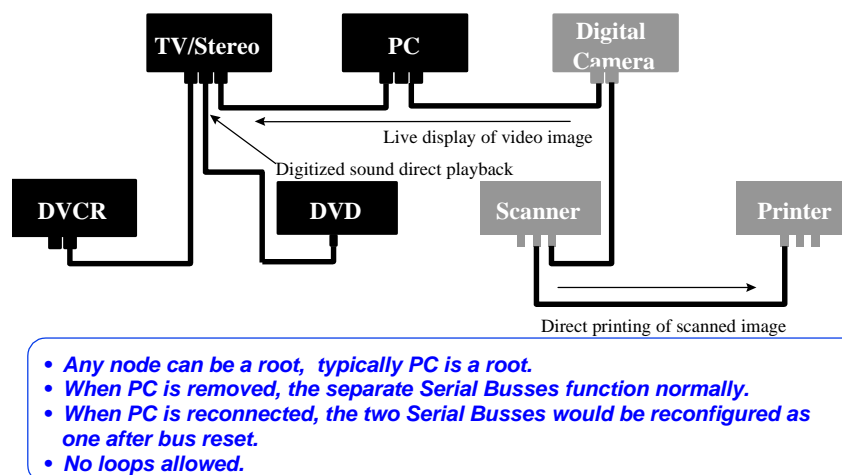 TV/Stereo
PC
Digital
Camera
Live display of video image
Digitized sound direct playback
DVCR
DVD
Scanner
Printer
Direct printing of scanned image
• Any node can be a root, typically PC is a root.
• When PC is removed, the separate Serial Busses function normally.
• When PC is reconnected, the two Serial Busses would be reconfigured as
one after bus reset.
• No loops allowed.